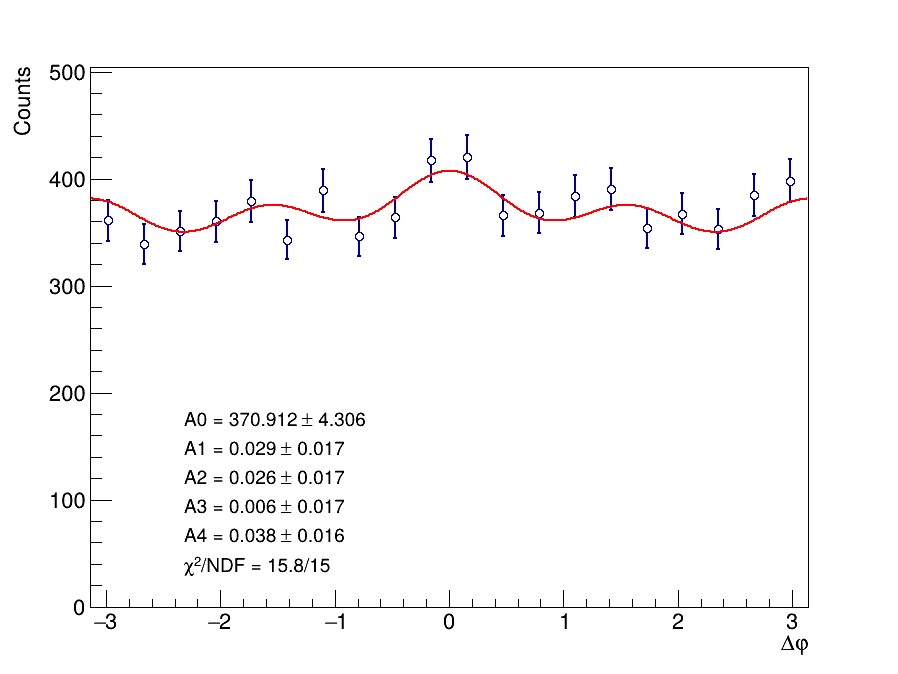 Counts
500
400
300
200
100
0
A0 = 370.912 ± 4.306
A1 = 0.029 ± 0.017
A2 = 0.026 ± 0.017
A3 = 0.006 ± 0.017
A4 = 0.038 ± 0.016
χ²/NDF = 15.8/15
−3 −2 −1 0 1 2 3
Δφ